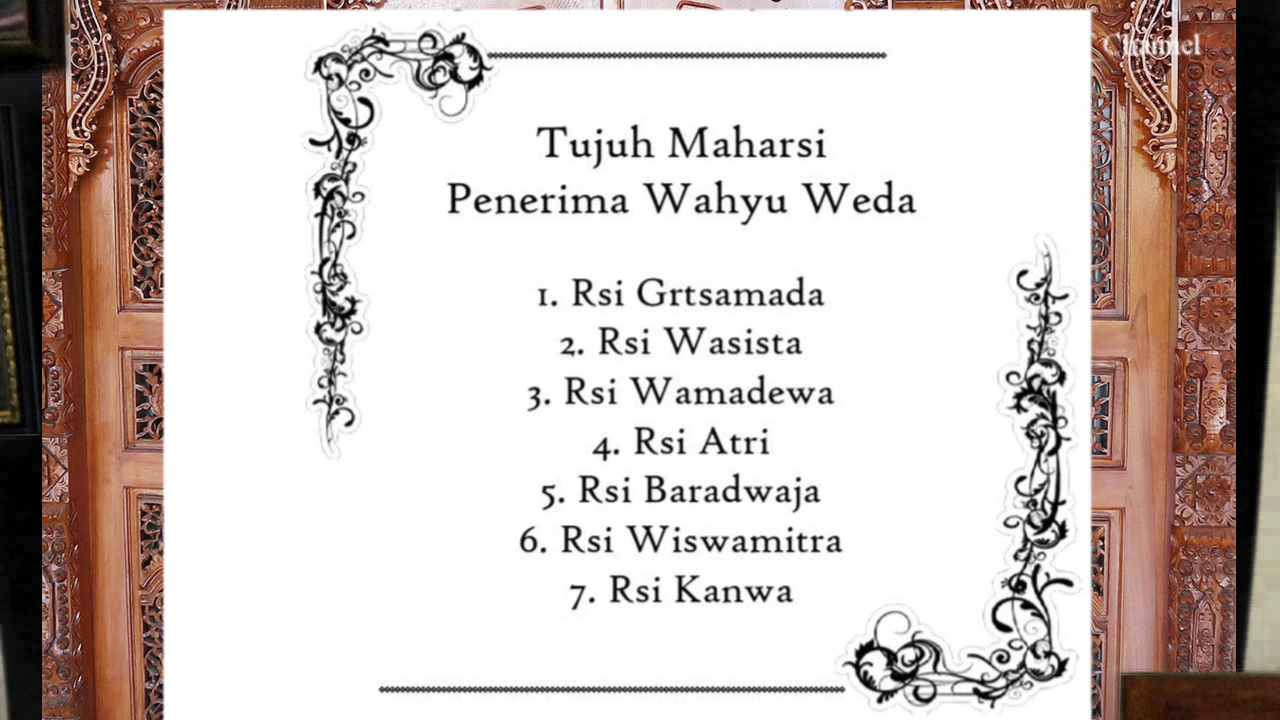 Channel
Tujuh Maharsi
Penerima Wahyu Weda
1. Rsi Grtsamada
2. Rsi Wasista
3. Rsi Wamadewa
4. Rsi Atri
5. Rsi Baradwaja
6. Rsi Wiswamitra
7. Rsi Kanwa